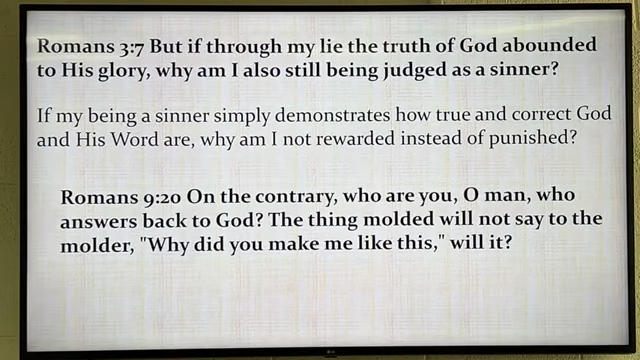 Romans 3:7 But if through my lie the truth of God abounded
to His glory, why am I also still being judged as a sinner?
If my being a sinner simply demonstrates how true and correct God
and His Word are, why am I not rewarded instead of punished?
Romans 9:20 On the contrary, who are you, O man, who
answers back to God? The thing molded will not say to the
molder, "Why did you make me like this," will it?